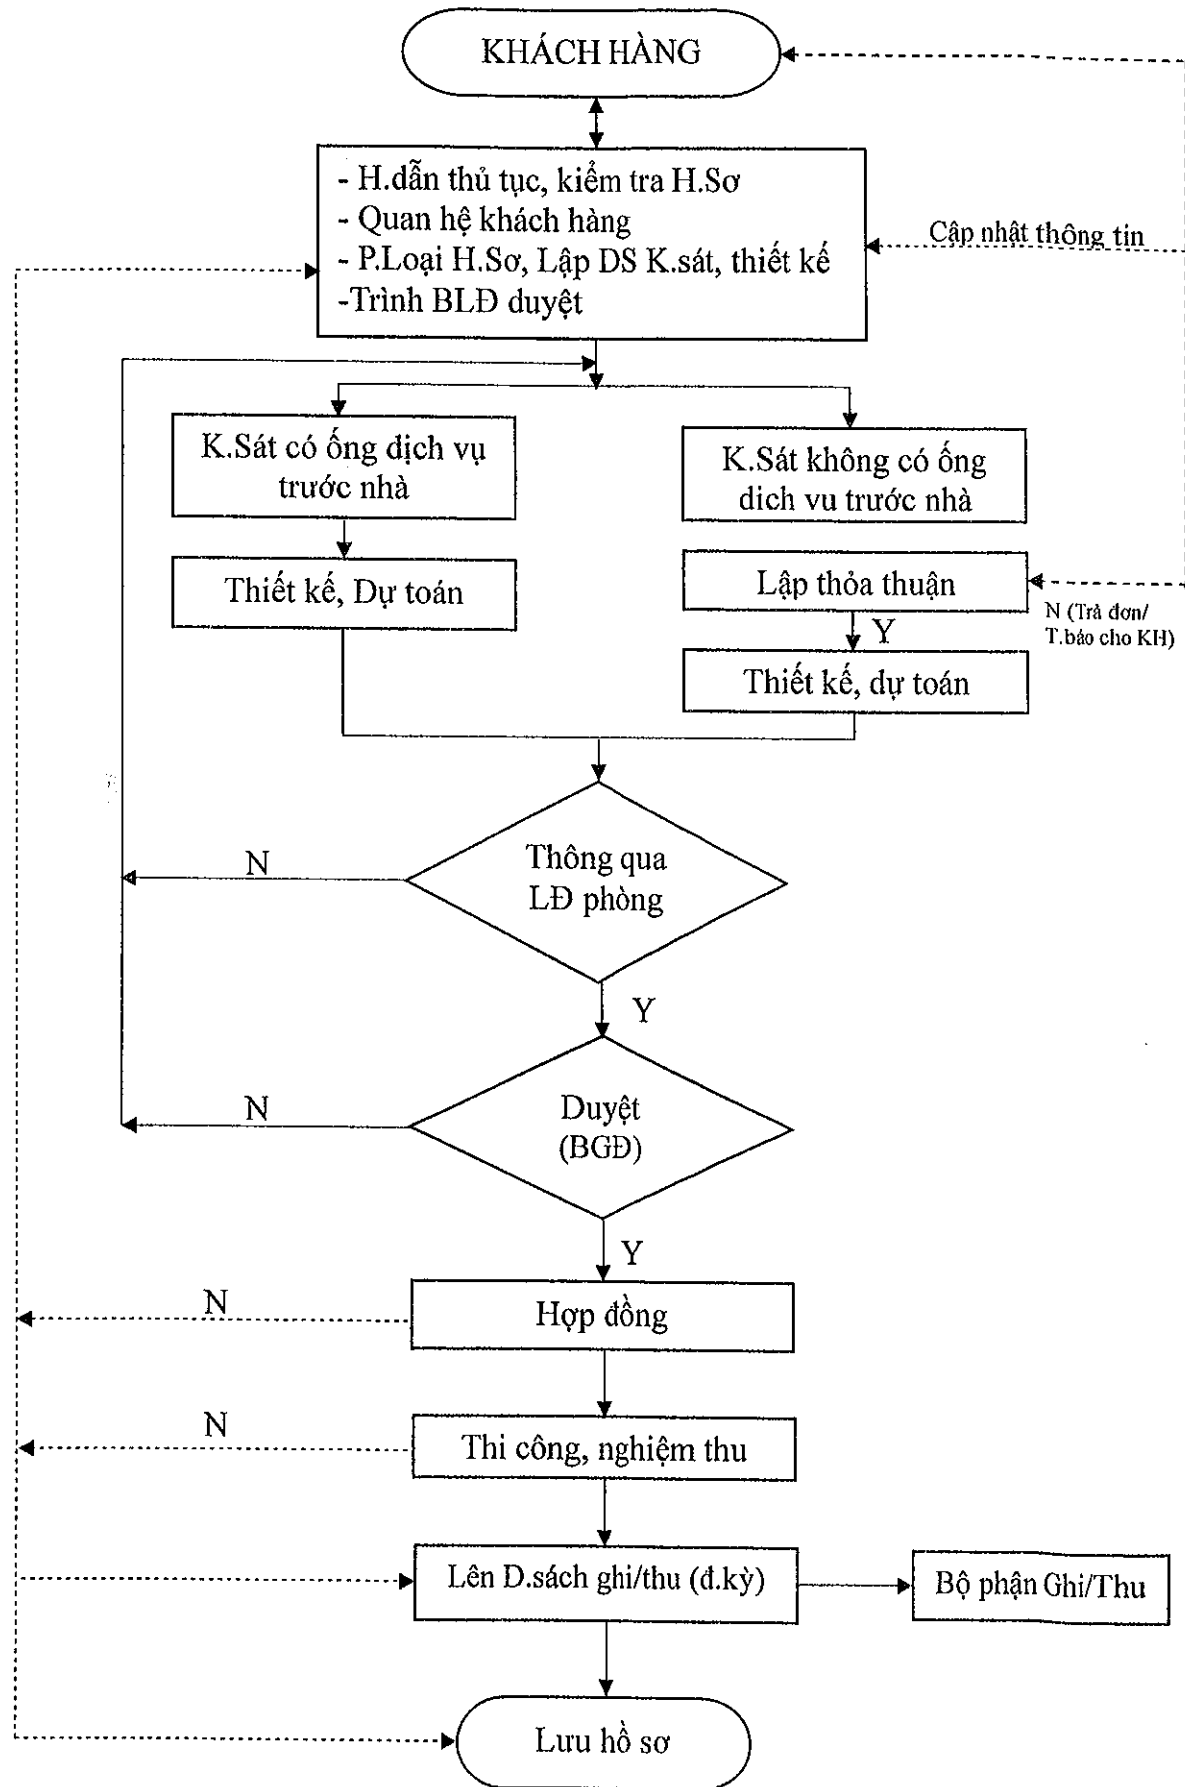 KHÁCH HÀNG
- H.dẫn thủ tục, kiểm tra H.Sơ
- Quan hệ khách hàng
- P.Loại H.Sơ, Lập DS K.sát, thiết kế
-Trình BLĐ duyệt
Cập nhật thông tin
K.Sát có ống dịch vụ
trước nhà
K.Sát không có ống
dich vu trước nhà
Thiết kế, Dự toán
Lập thỏa thuận
N (Trả đơn/
T.báo cho KH)
Y
Thiết kế, dự toán
Thông qua
LĐ phòng
N
Y
Duyệt
(BGĐ)
N
Y
Hợp đồng
N
Thi công, nghiệm thu
N
Lên D.sách ghi/thu (đ.kỳ)
Bộ phận Ghi/Thu
Lưu hồ sơ